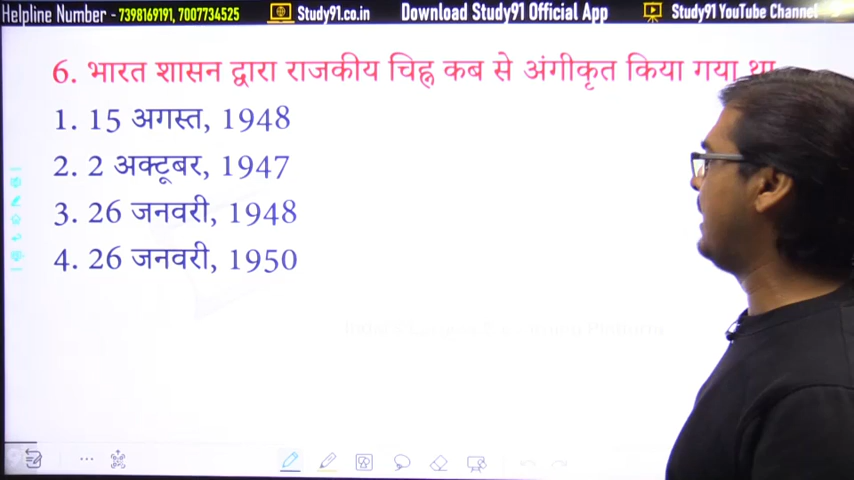 Helpline Number - 7398169191, 7007734525 Study91.co.in Download Study91 Official App Study91 YouTube Channel
6. भारत शासन द्वारा राजकीय चिह्न कब से अंगीकृत किया गया था
1. 15 अगस्त, 1948
2. 2 अक्टूबर, 1947
3. 26 जनवरी, 1948
4. 26 जनवरी, 1950